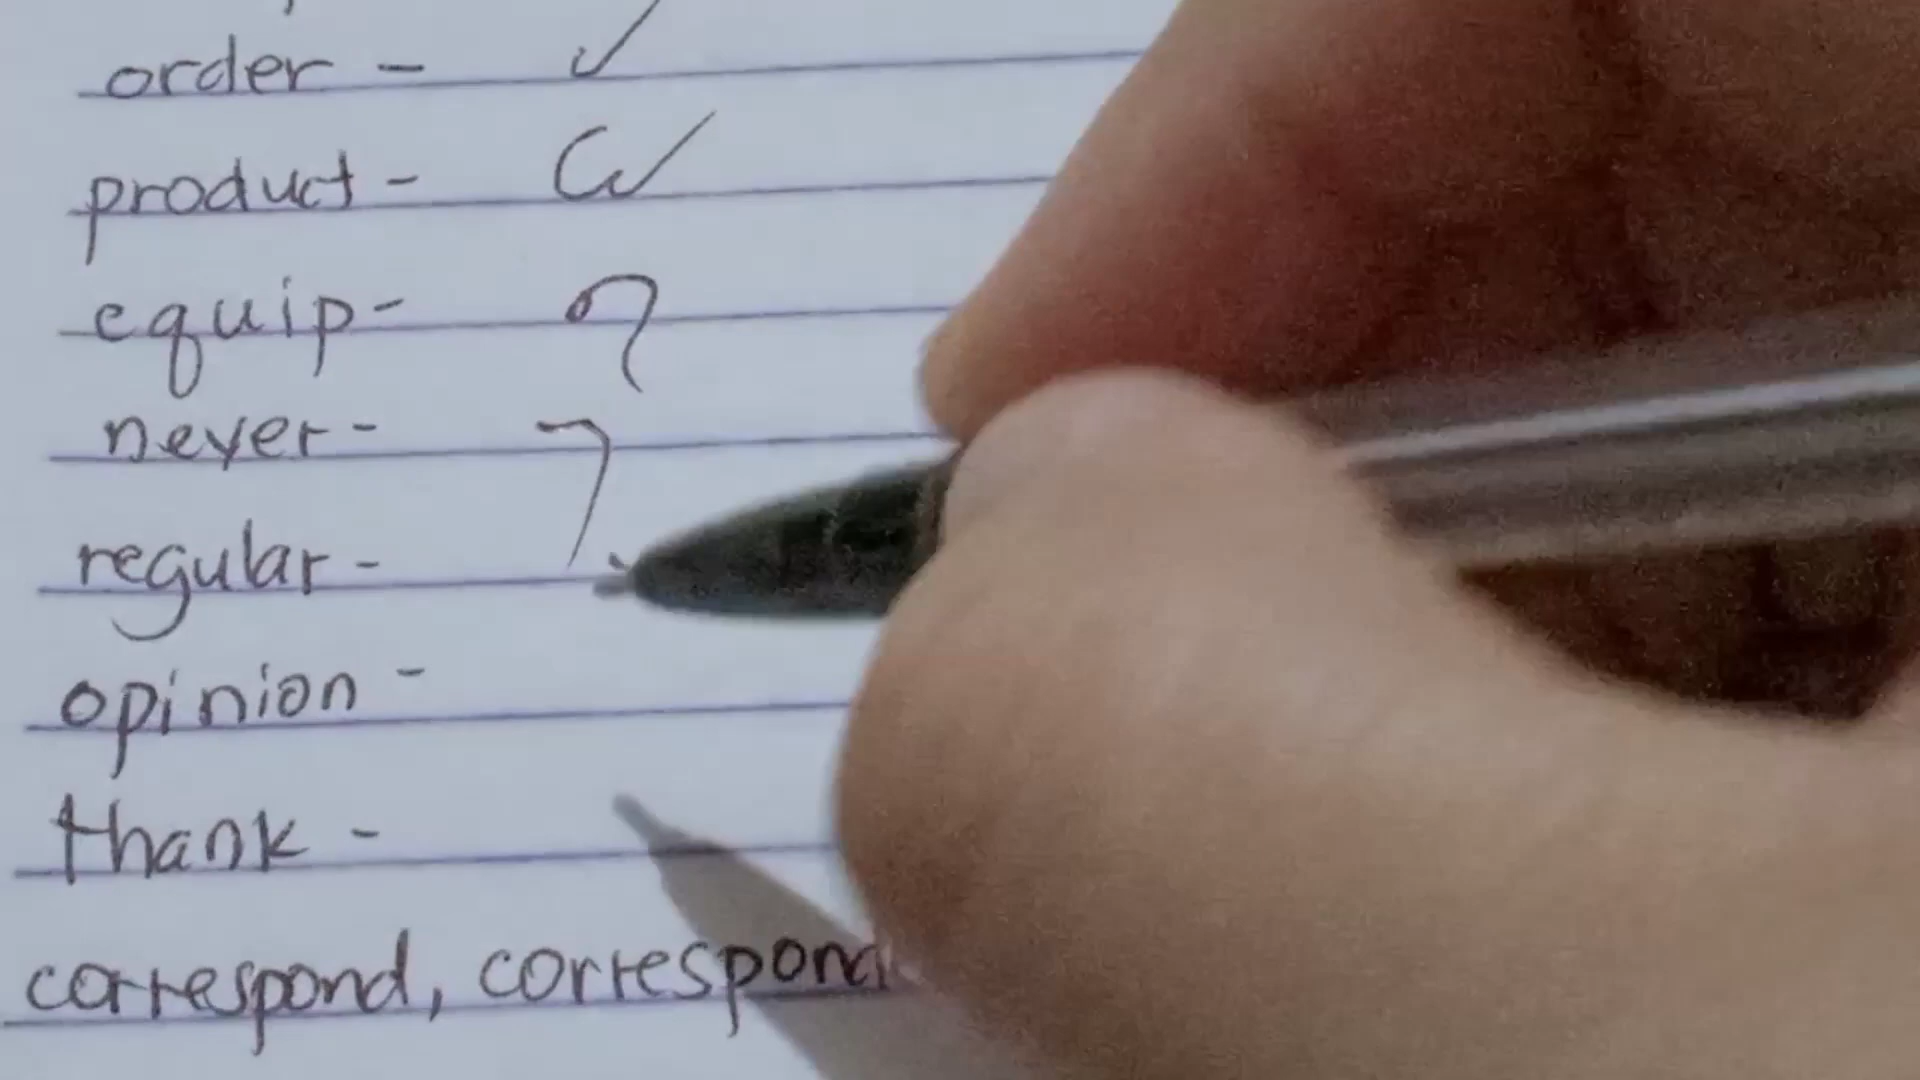 order -
product -
equip -
never -
regular -
opinion -
thank -
correspond, correspond